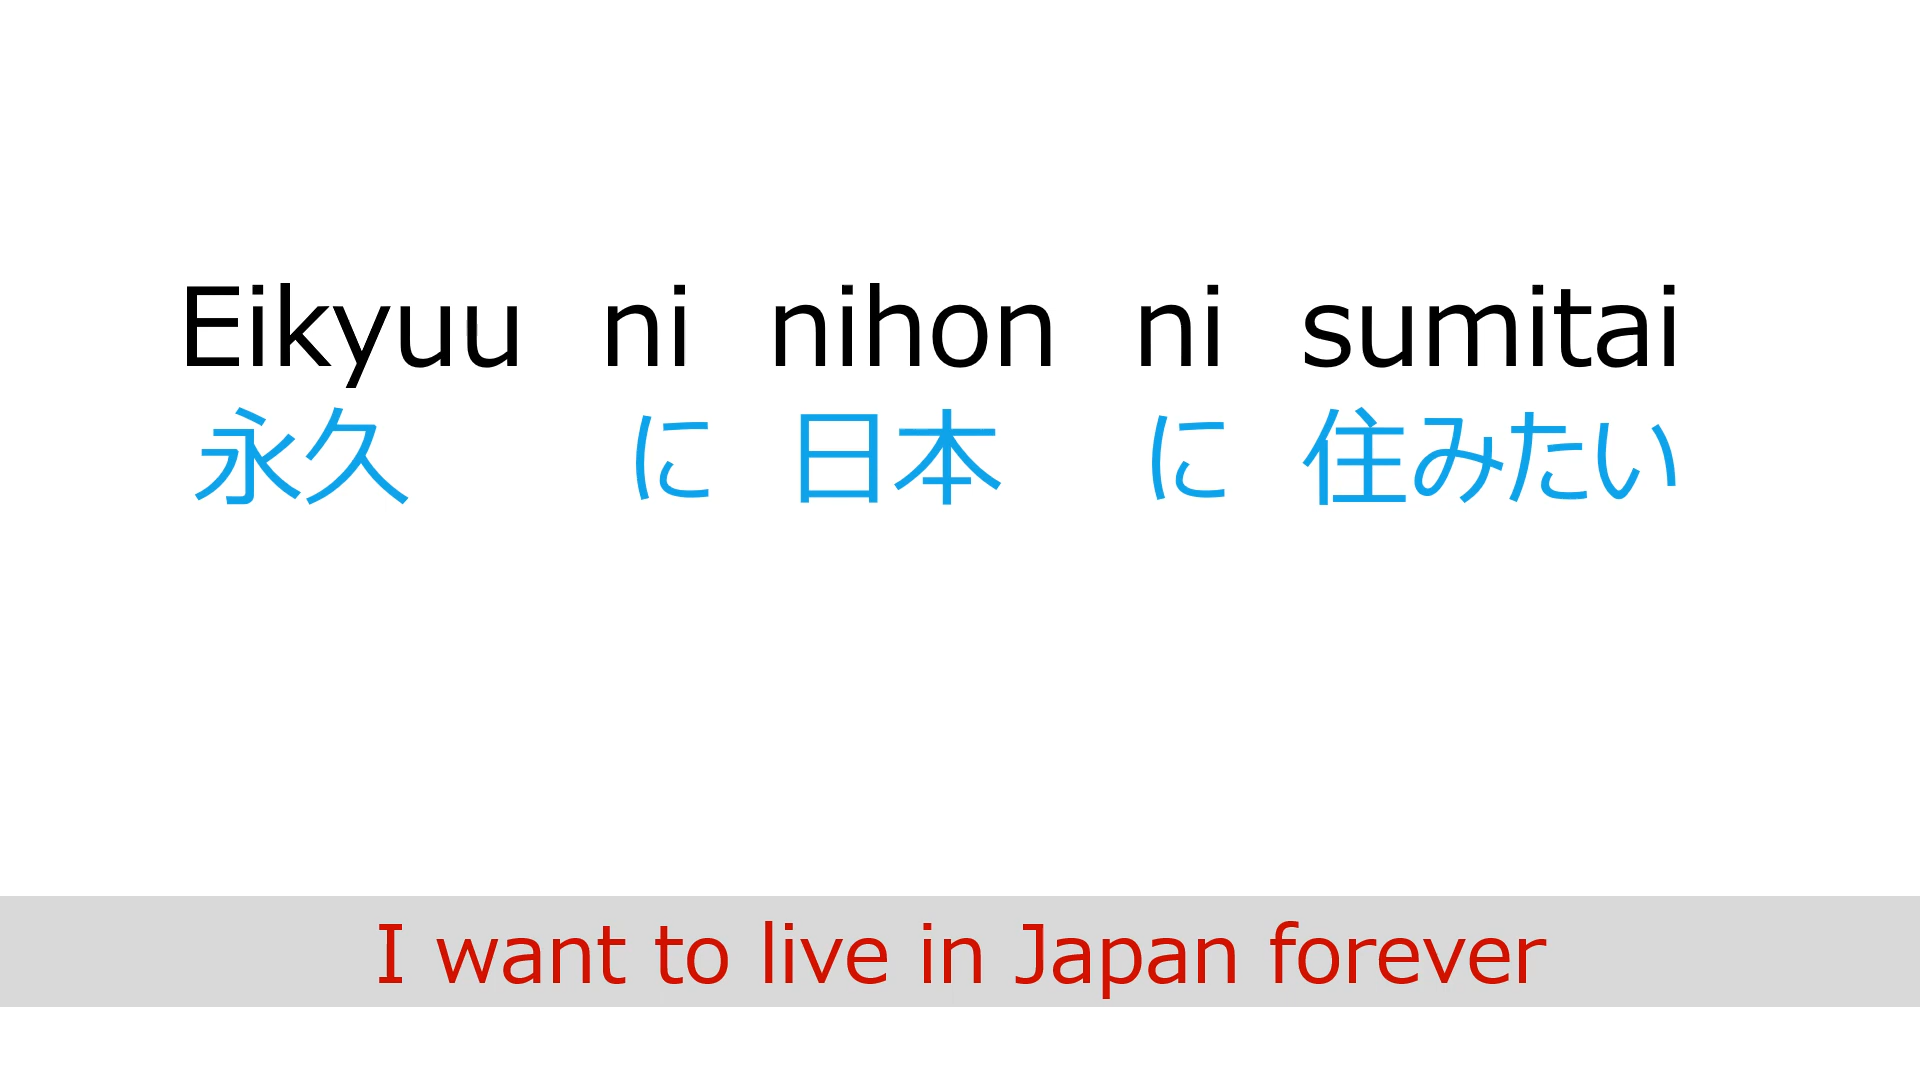 Eikyuu ni nihon ni sumitai
永久 に 日本 に 住みたい
I want to live in Japan forever